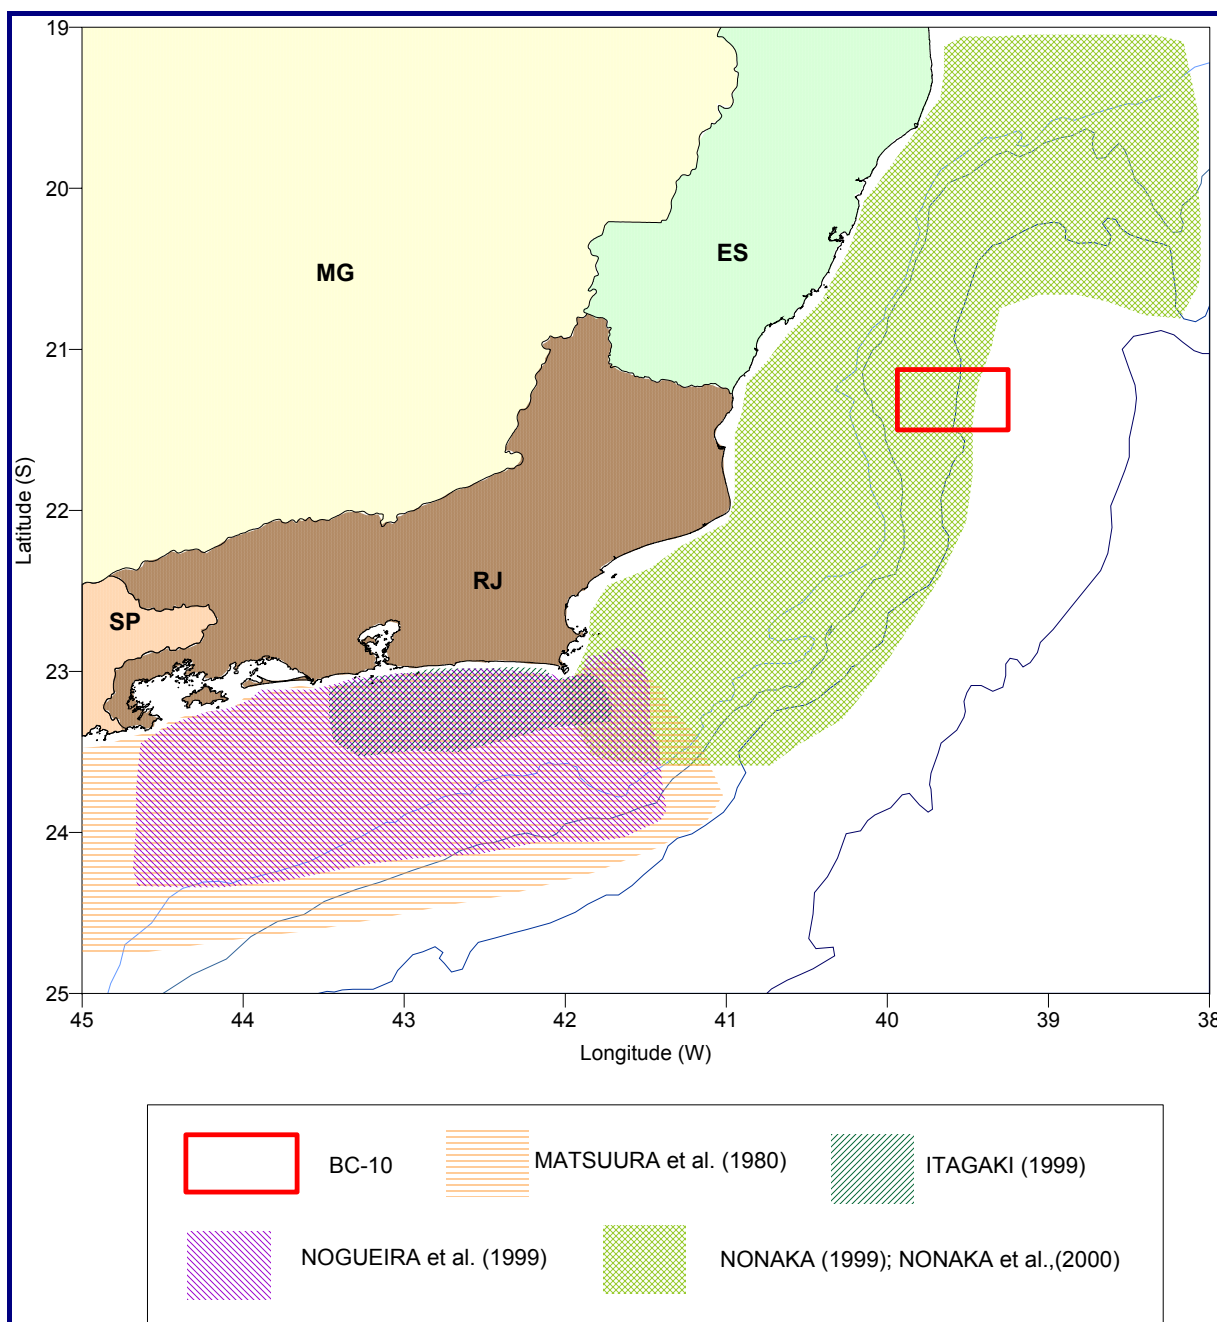 19
20
21
22
23
24
25
Latitude (S)
MG
ES
RJ
SP
45
44
43
42
41
40
39
38
Longitude (W)
BC-10
MATSUURA et al. (1980)
ITAGAKI (1999)
NOGUEIRA et al. (1999)
NONAKA (1999); NONAKA et al.,(2000)